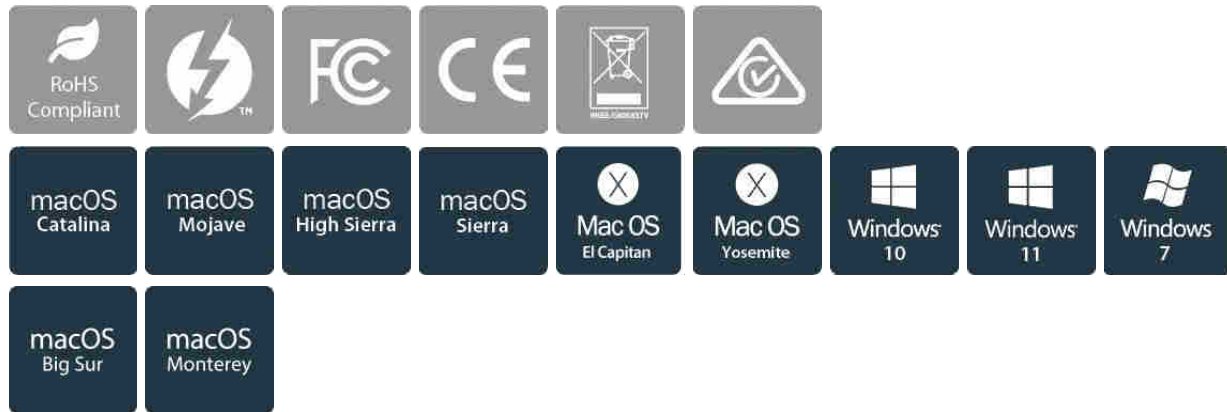 RoHS
Compliant
TM
FC
CE
macOS
Catalina
macOS
Mojave
macOS
High Sierra
macOS
Sierra
X
Mac OS
El Capitan
X
Mac OS
Yosemite
Windows
10
Windows
11
Windows
7
macOS
Big Sur
macOS
Monterey